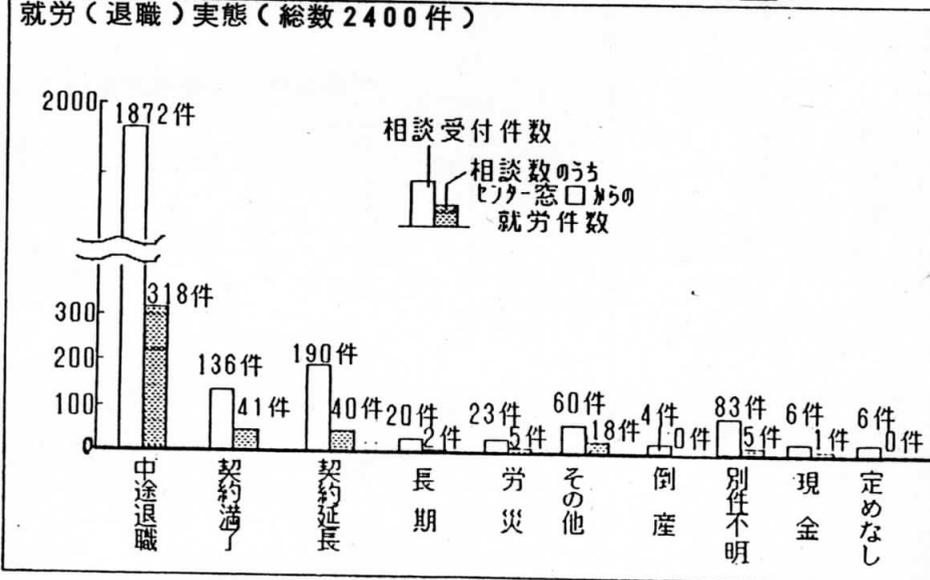 就労(退職)実態(総数2400件)
2000
1872件
相談受付件数
相談数のうち
センター窓口からの
就労件数
318件
300
200
100
0
136件
41件
190件
40件
20件
2件
23件
5件
60件
18件
4件
0件
83件
5件
6件
1件
6件
0件
中途退職
契約満了
契約延長
長期
労災
その他
倒産
別件不明
現金
定めなし